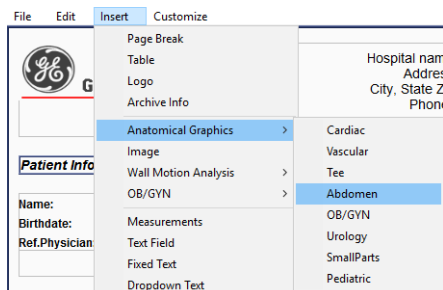 File Edit Insert Customize
Page Break
Table
Logo
Archive Info
Anatomical Graphics >
Image
Wall Motion Analysis >
OB/GYN >
Measurements
Text Field
Fixed Text
Dropdown Text
Cardiac
Vascular
Tee
Abdomen
OB/GYN
Urology
SmallParts
Pediatric
GE
G
Hospital nam
Addres
City, State Z
Phon
Patient Info
Name:
Birthdate:
Ref.Physician: